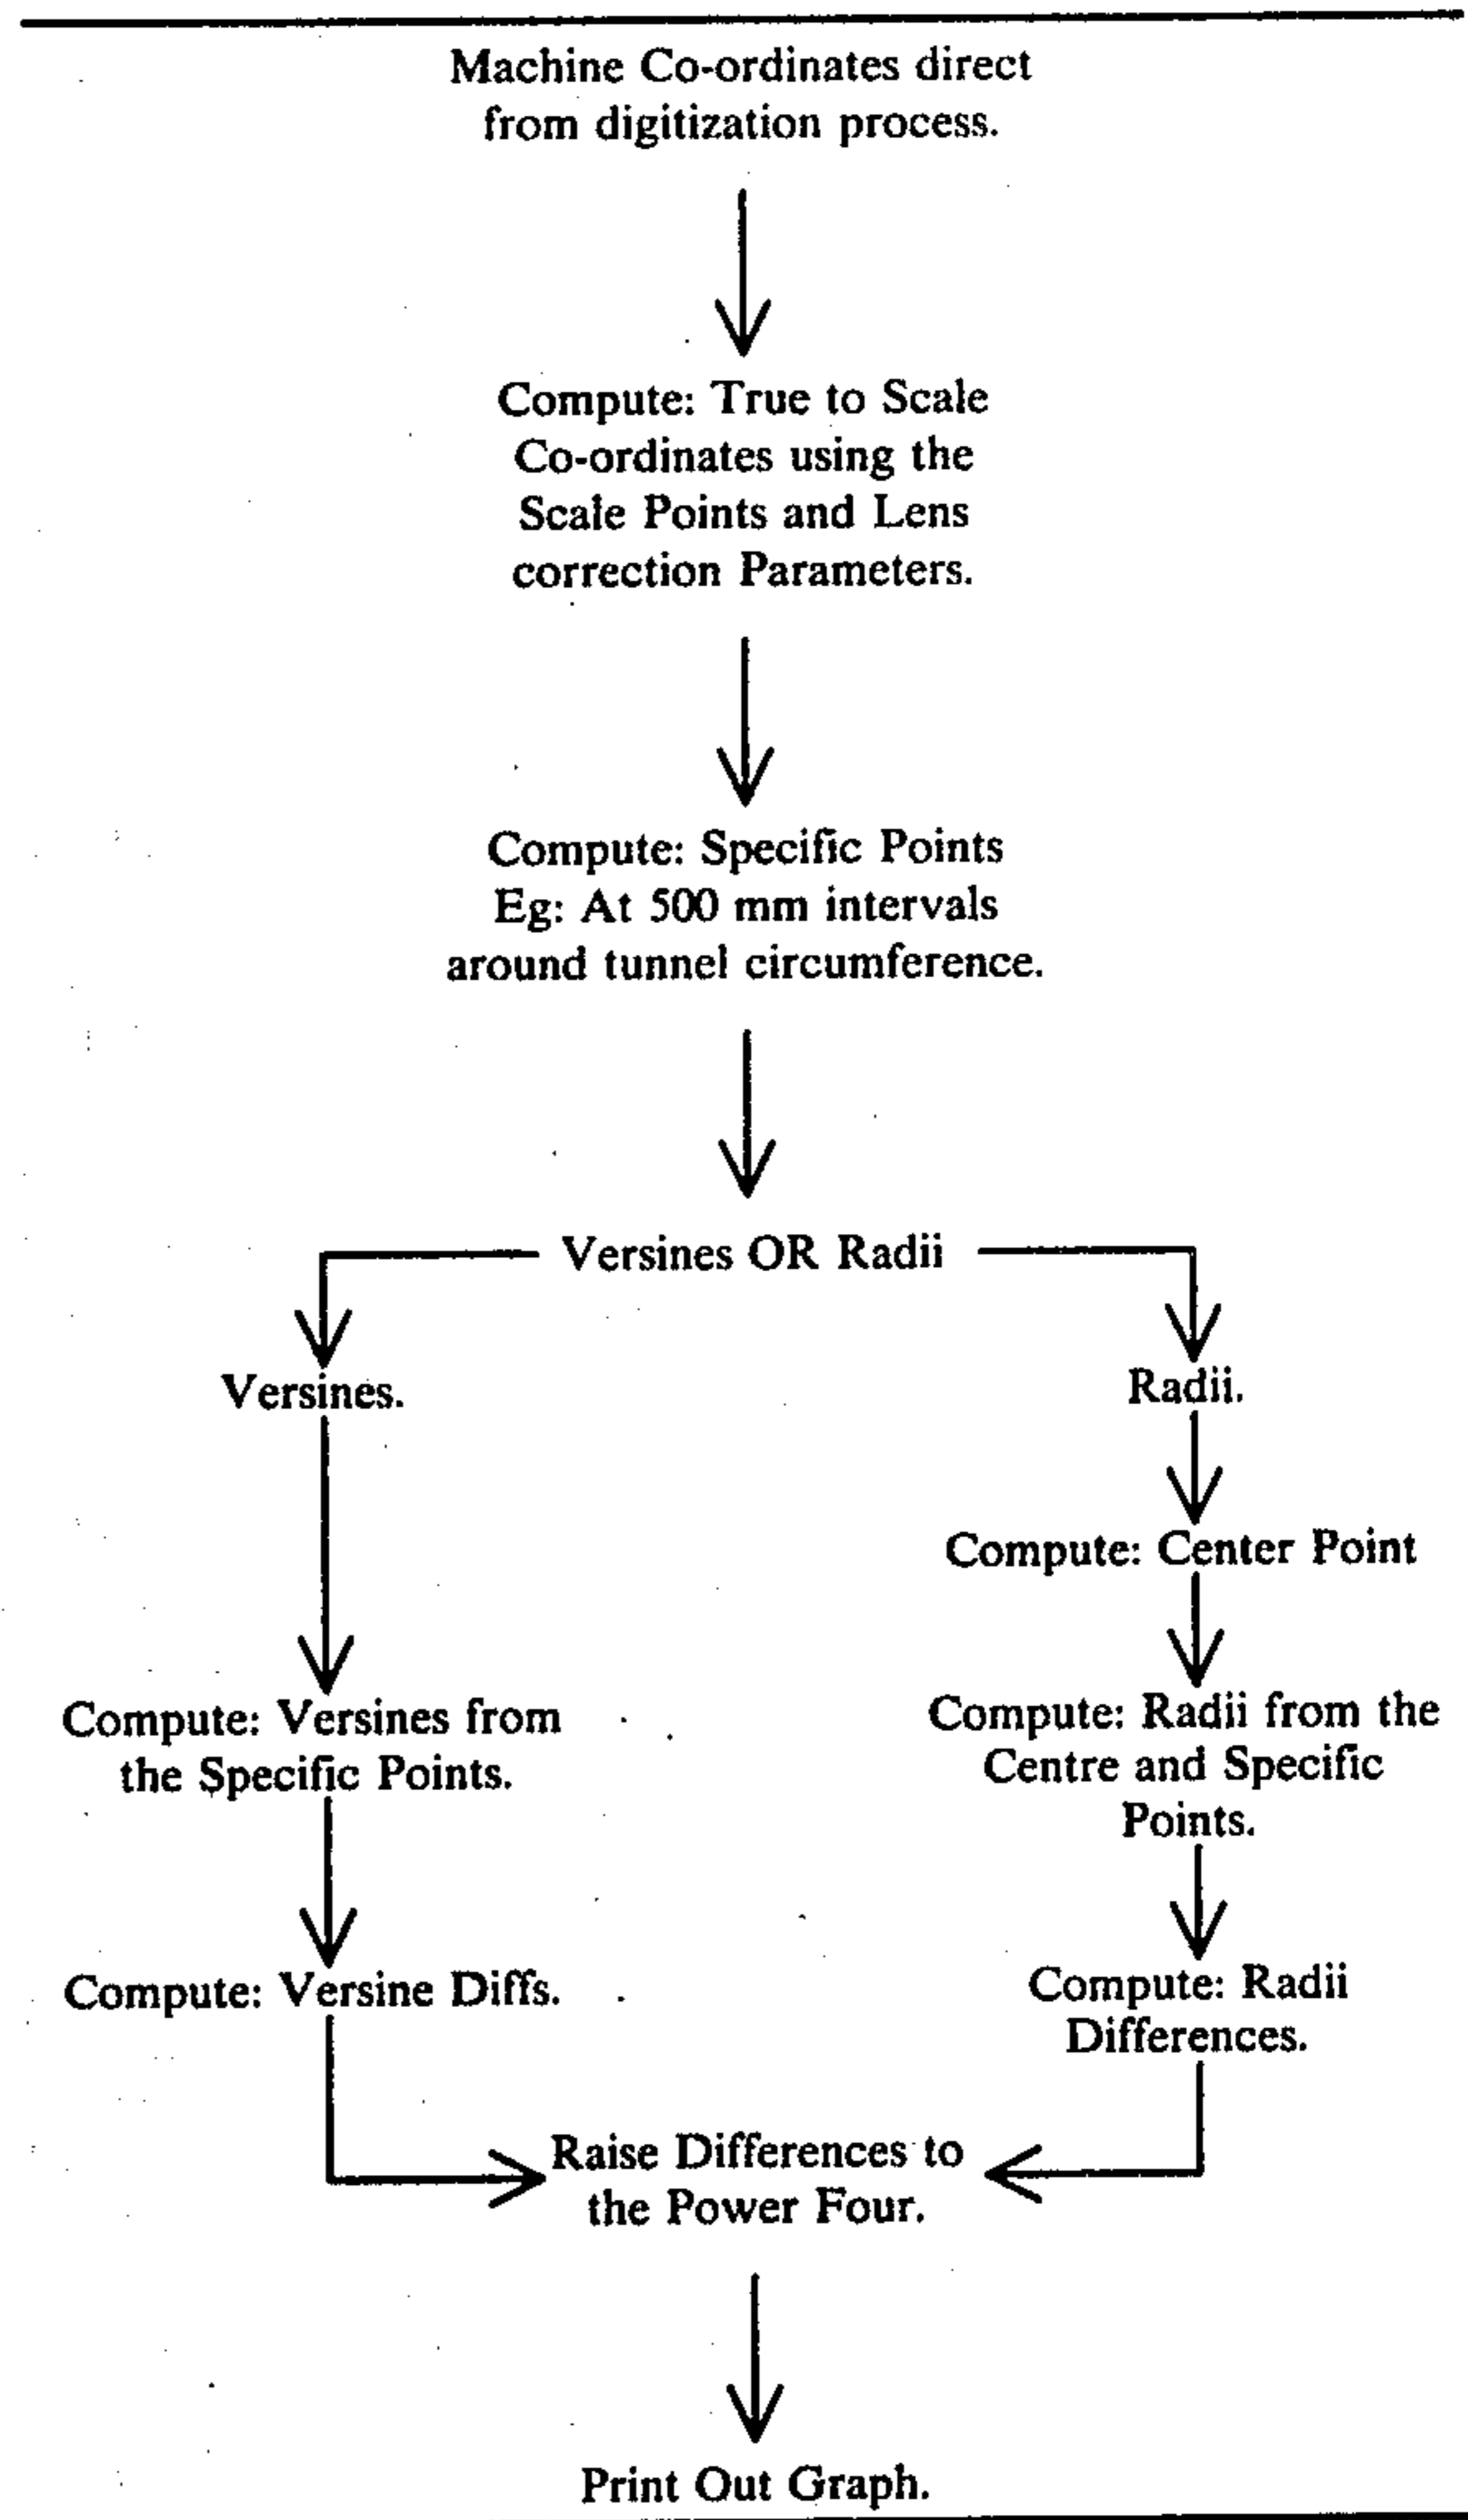 Machine Co-ordinates direct
from digitization process.
Compute: True to Scale
Co-ordinates using the
Scale Points and Lens
correction Parameters.
Compute: Specific Points
Eg: At 500 mm intervals
around tunnel circumference.
Versines OR Radii
Versines.
Compute: Versines from
the Specific Points.
Compute: Versine Diffs.
Radii.
Compute: Center Point
Compute: Radii from the
Centre and Specific
Points.
Compute: Radii
Differences.
Raise Differences to
the Power Four.
Print Out Graph.